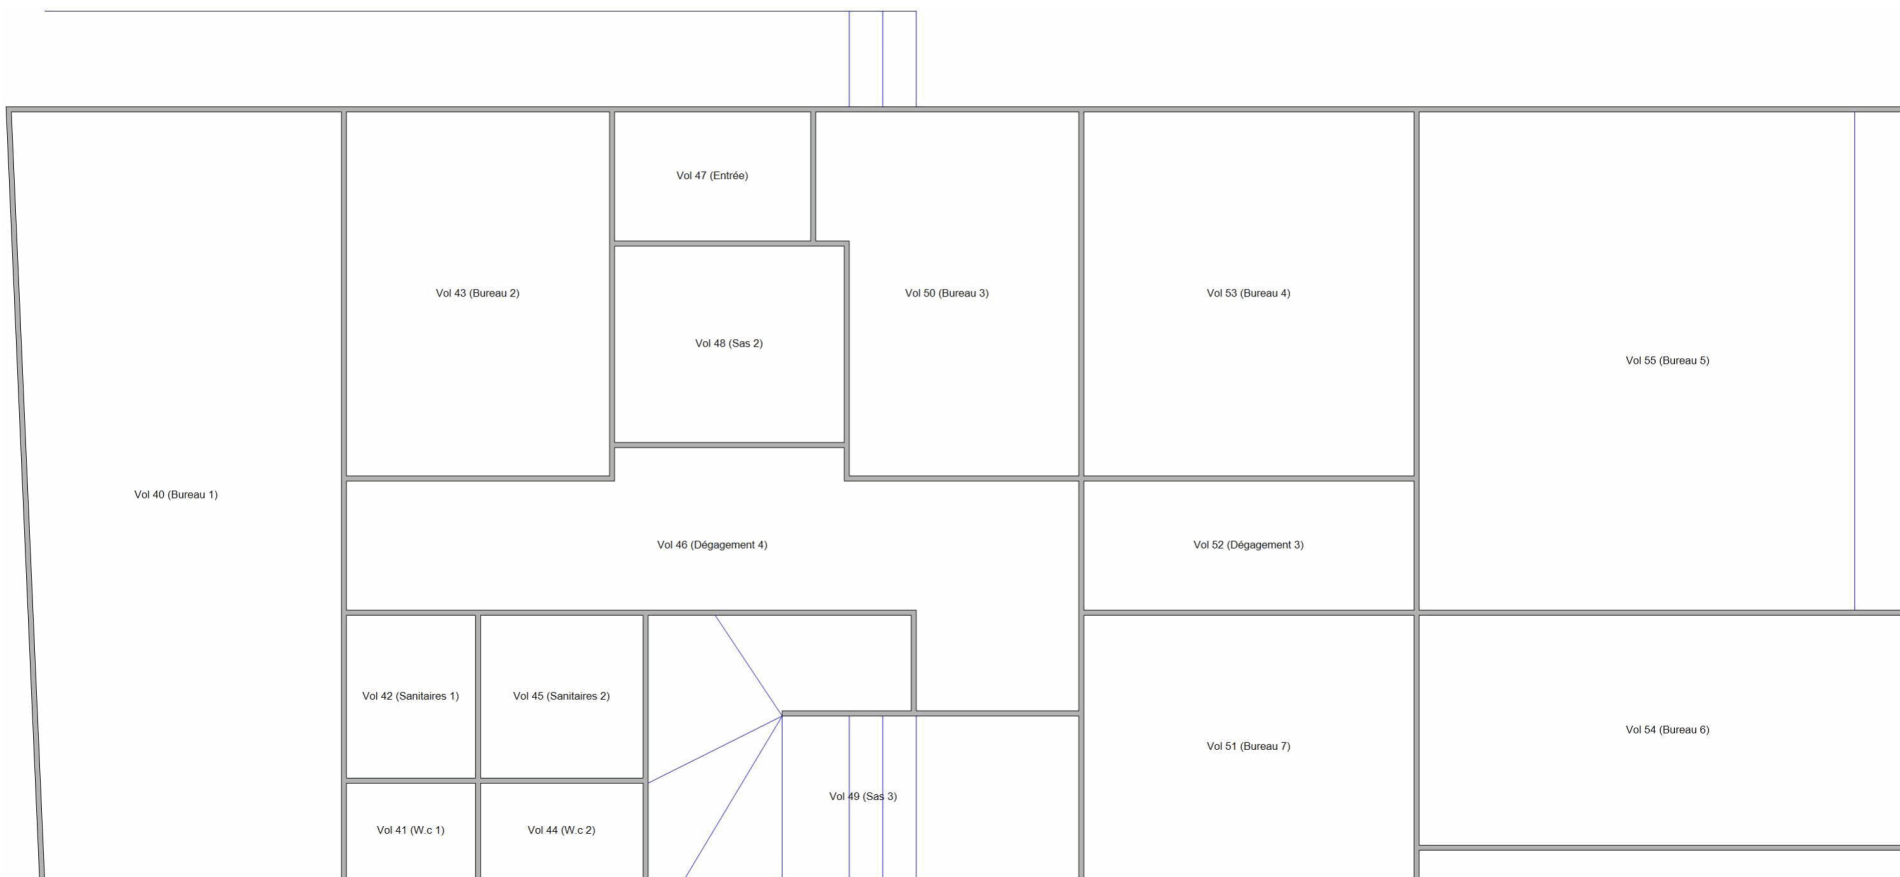 Vol 47 (Entrée)
Vol 43 (Bureau 2)
Vol 50 (Bureau 3)
Vol 53 (Bureau 4)
Vol 48 (Sas 2)
Vol 55 (Bureau 5)
Vol 40 (Bureau 1)
Vol 46 (Dégagement 4)
Vol 52 (Dégagement 3)
Vol 42 (Sanitaires 1)
Vol 45 (Sanitaires 2)
Vol 54 (Bureau 6)
Vol 51 (Bureau 7)
Vol 49 (Sas 3)
Vol 41 (W.c 1)
Vol 44 (W.c 2)